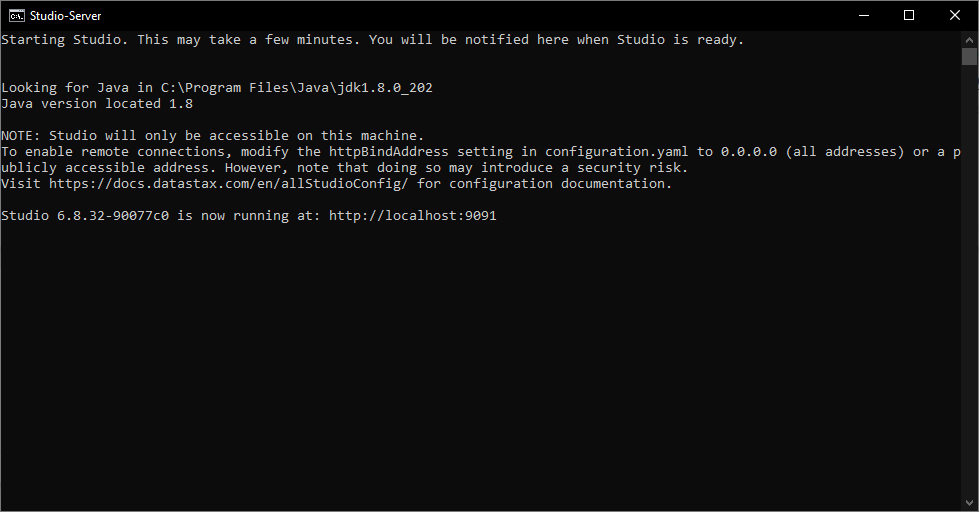 Studio-Server
Starting Studio. This may take a few minutes. You will be notified here when Studio is ready.
Looking for Java in C:\Program Files\Java\jdk1.8.0_202
Java version located 1.8
NOTE: Studio will only be accessible on this machine.
To enable remote connections, modify the httpBindAddress setting in configuration.yaml to 0.0.0.0 (all addresses) or a p
ublicly accessible address. However, note that doing so may introduce a security risk.
Visit https://docs.datastax.com/en/allStudioConfig/ for configuration documentation.
Studio 6.8.32-90077c0 is now running at: http://localhost:9091